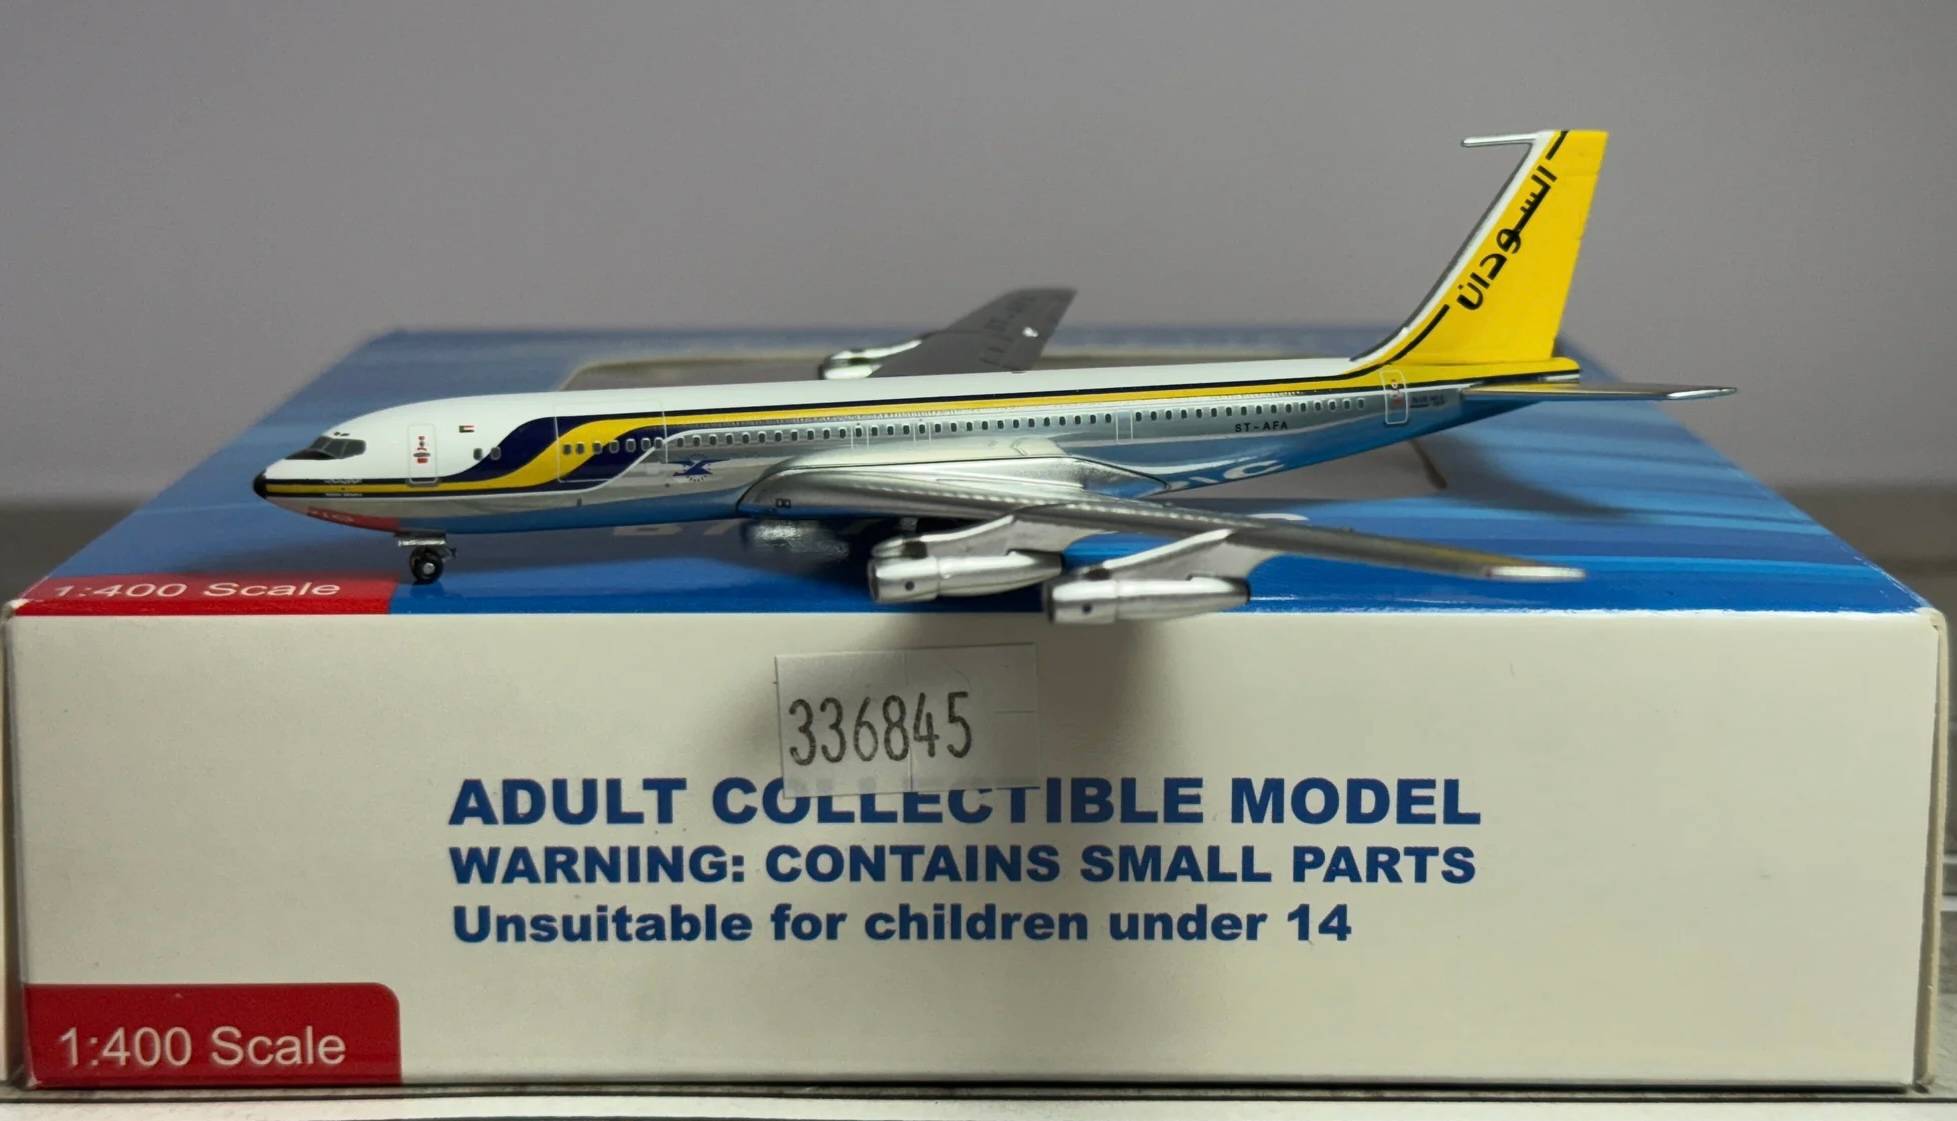 السودان
ST-AFA
1:400 Scale
336845
ADULT COLLECTIBLE MODEL
WARNING: CONTAINS SMALL PARTS
Unsuitable for children under 14
1:400 Scale